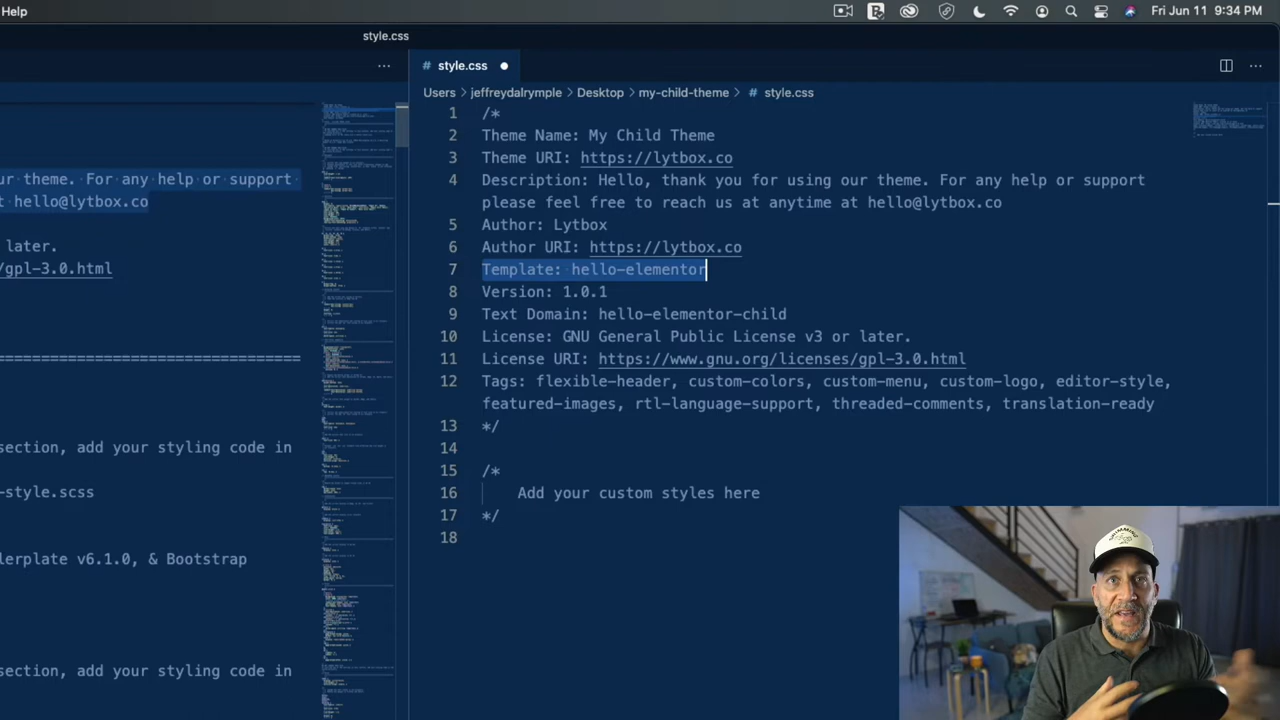 Help
Fri Jun 11 9:34 PM
style.css
ur theme. For any help or support
t hello@lytbox.co
later.
/gpl-3.0.html
================================
section, add your styling code in
-style.scss
lerplate v6.1.0, & Bootstrap
section, add your styling code in
# style.css
Users > jeffreydalrymple > Desktop > my-child-theme > # style.css
1 /*
2 Theme Name: My Child Theme
3 Theme URI: https://lytbox.co
4 Description: Hello, thank you for using our theme. For any help or support
please feel free to reach us at anytime at hello@lytbox.co
5 Author: Lytbox
6 Author URI: https://lytbox.co
7 Template: hello-elementor
8 Version: 1.0.1
9 Text Domain: hello-elementor-child
10 License: GNU General Public License v3 or later.
11 License URI: https://www.gnu.org/licenses/gpl-3.0.html
12 Tags: flexible-header, custom-colors, custom-menu, custom-logo, editor-style,
featured-images, rtl-language-support, threaded-comments, translation-ready
13 */
14
15 /*
16 Add your custom styles here
17 */
18